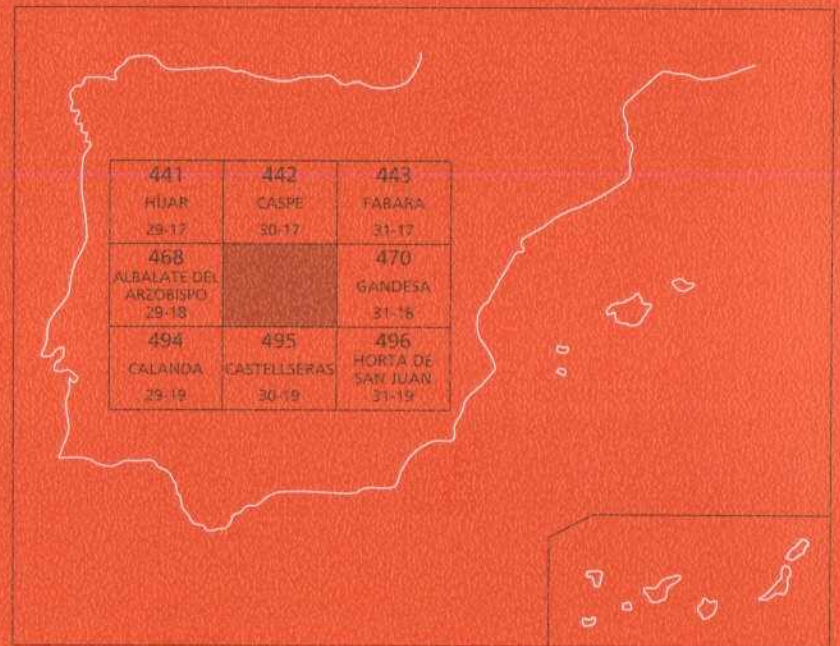 441
HÍJAR
29-17
442
CASPE
30-17
443
FABARA
31-17
468
ALBALATE DEL
ARZOBISPO
29-18
470
GANDESA
31-18
494
CALANDA
29-19
495
CASTELLSERAS
30-19
496
HORTA DE
SAN JUAN
31-19